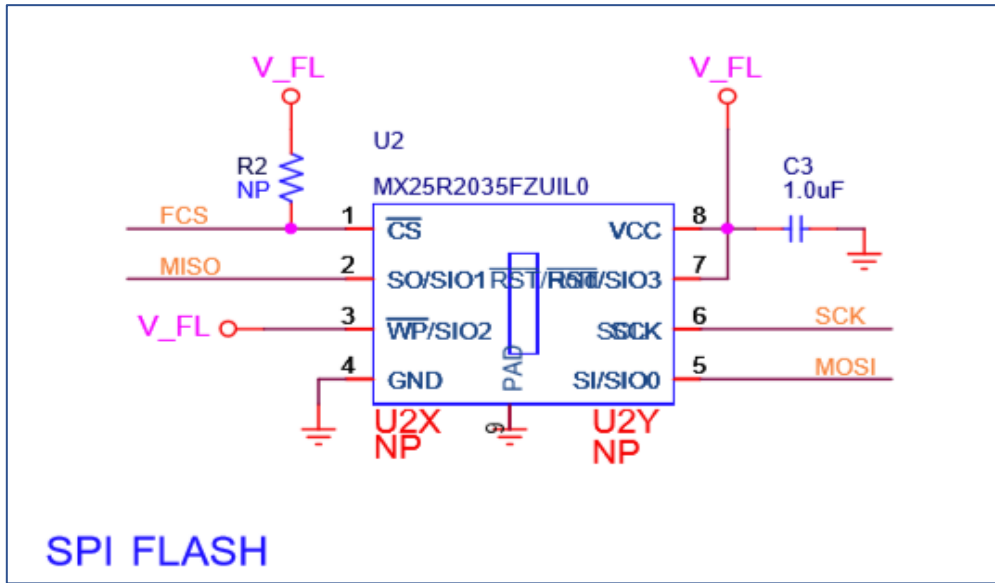 V_FL
V_FL
U2
MX25R2035FZUIL0
R2
NP
C3
1.0uF
FCS
1
CS
VCC
8
MISO
2
SO/SIO1
/SIO3
7
V_FL
3
WP/SIO2
6
SCK
4
GND
PAD
SI/SIO0
5
MOSI
9
U2X
NP
U2Y
NP
SPI FLASH